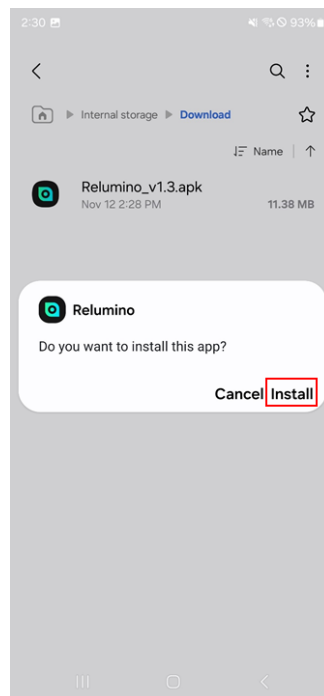 2:30 93%
Internal storage Download
Name
Relumino_v1.3.apk
Nov 12 2:28 PM 11.38 MB
Relumino
Do you want to install this app?
Cancel Install